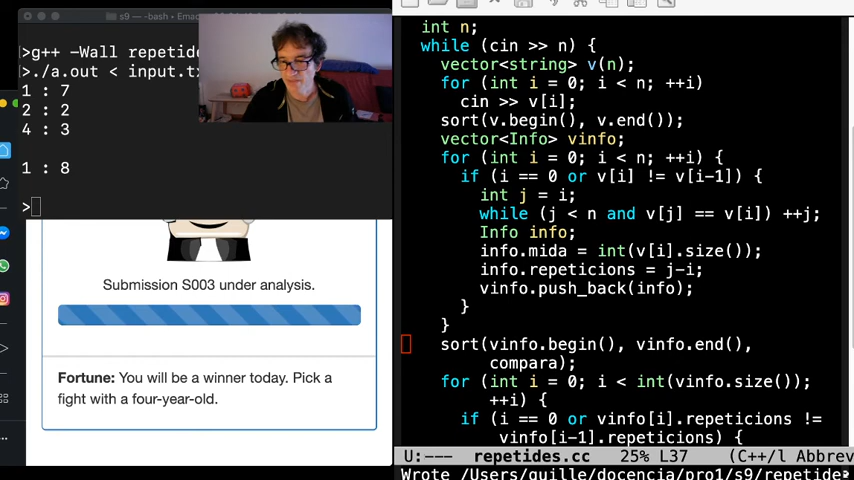 s9 — -bash
>g++ -Wall
>./a.out < input.tx
1 : 7
2 : 2
4 : 3
1 : 8
>
Submission S003 under analysis.
Fortune: You will be a winner today. Pick a
fight with a four-year-old.
int n;
while (cin >> n) {
vector<string> v(n);
for (int i = 0; i < n; ++i)
cin >> v[i];
sort(v.begin(), v.end());
vector<Info> vinfo;
for (int i = 0; i < n; ++i) {
if (i == 0 or v[i] != v[i-1]) {
int j = i;
while (j < n and v[j] == v[i]) ++j;
Info info;
info.mida = int(v[i].size());
info.repeticions = j-i;
vinfo.push_back(info);
}
}
sort(vinfo.begin(), vinfo.end(),
compara);
for (int i = 0; i < int(vinfo.size());
++i) {
if (i == 0 or vinfo[i].repeticions !=
vinfo[i-1].repeticions) {
U:--- repetides.cc 25% L37 (C++/l Abbrev
Wrote /Users/guille/docencia/pro1/s9/repetide